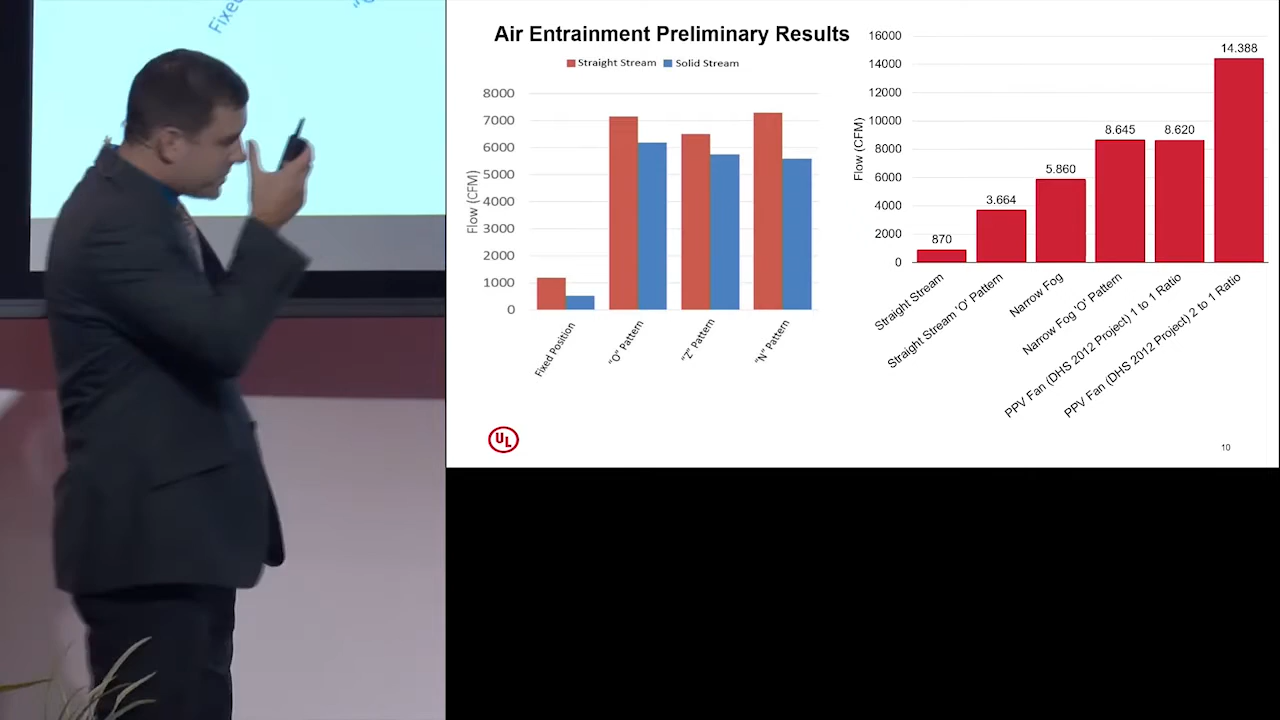 Fixed
"O
Air Entrainment Preliminary Results
Straight Stream Solid Stream
8000
7000
6000
5000
4000
3000
2000
1000
0
Flow (CFM)
Fixed Position
"O" Pattern
"Z" Pattern
"N" Pattern
16000
14000
12000
10000
8000
6000
4000
2000
0
Flow (CFM)
870
3.664
5.860
8.645
8.620
14.388
Straight Stream
Straight Stream 'O' Pattern
Narrow Fog
Narrow Fog 'O' Pattern
PPV Fan (DHS 2012 Project) 1 to 1 Ratio
PPV Fan (DHS 2012 Project) 2 to 1 Ratio
UL
10